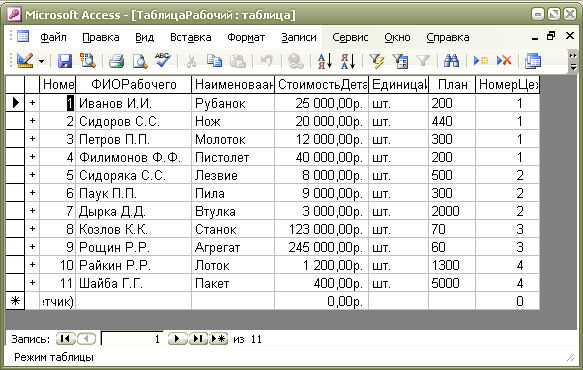 Microsoft Access - [ТаблицаРабочий : таблица]
Файл Правка Вид Вставка Формат Записи Сервис Окно Справка
Номе ФИОРабочего Наименован СтоимостьДета ЕдиницаИ План НомерЦех
+ 1 Иванов И.И. Рубанок 25 000,00р. шт. 200 1
+ 2 Сидоров С.С. Нож 20 000,00р. шт. 440 1
+ 3 Петров П.П. Молоток 12 000,00р. шт. 300 1
+ 4 Филимонов Ф.Ф. Пистолет 40 000,00р. шт. 200 1
+ 5 Сидоряка С.С. Лезвие 8 000,00р. шт. 500 2
+ 6 Паук П.П. Пила 9 000,00р. шт. 300 2
+ 7 Дырка Д.Д. Втулка 3 000,00р. шт. 2000 2
+ 8 Козлов К.К. Станок 123 000,00р. шт. 70 3
+ 9 Рощин Р.Р. Агрегат 245 000,00р. шт. 60 3
+ 10 Райкин Р.Р. Лоток 1 200,00р. шт. 1300 4
+ 11 Шайба Г.Г. Пакет 400,00р. шт. 5000 4
тчик) 0,00р. 0
Запись: 1 из 11
Режим таблицы